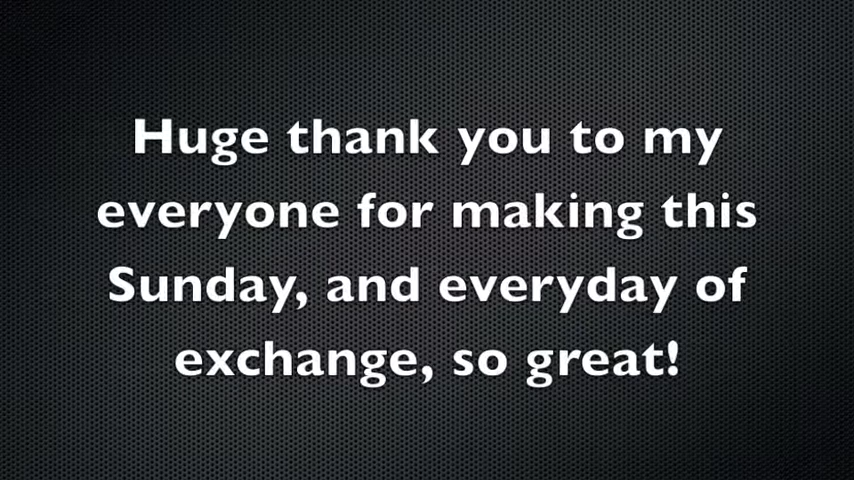 Huge thank you to my
everyone for making this
Sunday, and everyday of
exchange, so great!